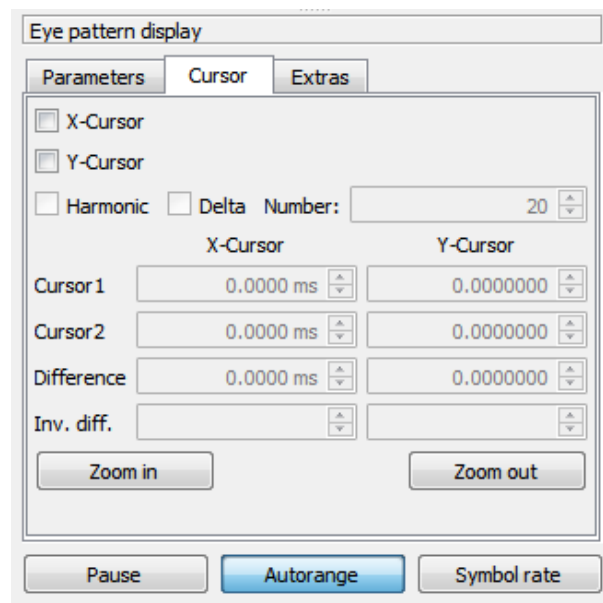 Eye pattern display
Parameters Cursor Extras
X-Cursor
Y-Cursor
Harmonic Delta Number: 20
X-Cursor Y-Cursor
Cursor1 0.0000 ms 0.0000000
Cursor2 0.0000 ms 0.0000000
Difference 0.0000 ms 0.0000000
Inv. diff.
Zoom in Zoom out
Pause Autorange Symbol rate